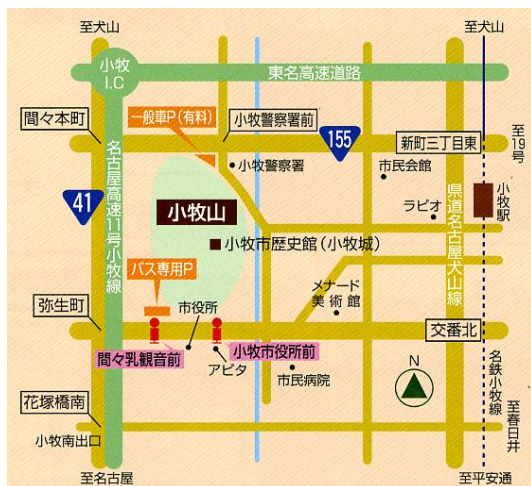 至犬山
至犬山
小牧
I.C
東名高速道路
一般車P(有料)
小牧警察署前
間々本町
155
新町三丁目東
至19号
小牧警察署
市民会館
名古屋高速11号小牧線
41
小牧山
ラピオ
小牧駅
県道名古屋犬山線
小牧市歴史館(小牧城)
バス専用P
メナード
美術館
市役所
弥生町
交番北
間々乳観音前
小牧市役所前
アピタ
市民病院
N
名鉄小牧線
花塚橋南
至春日井
小牧南出口
至名古屋
至平安通